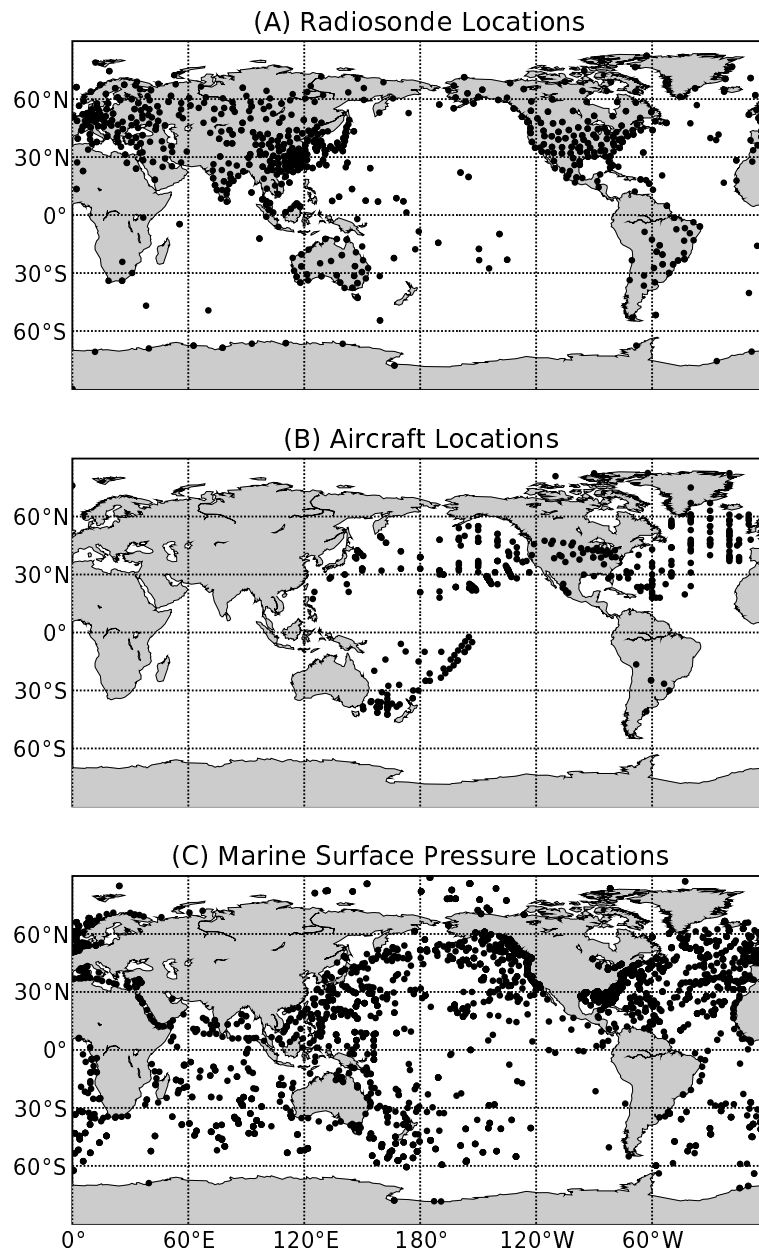 (A) Radiosonde Locations
60°N
30°N
0°
30°S
60°S
(B) Aircraft Locations
60°N
30°N
0°
30°S
60°S
(C) Marine Surface Pressure Locations
60°N
30°N
0°
30°S
60°S
0° 60°E 120°E 180° 120°W 60°W